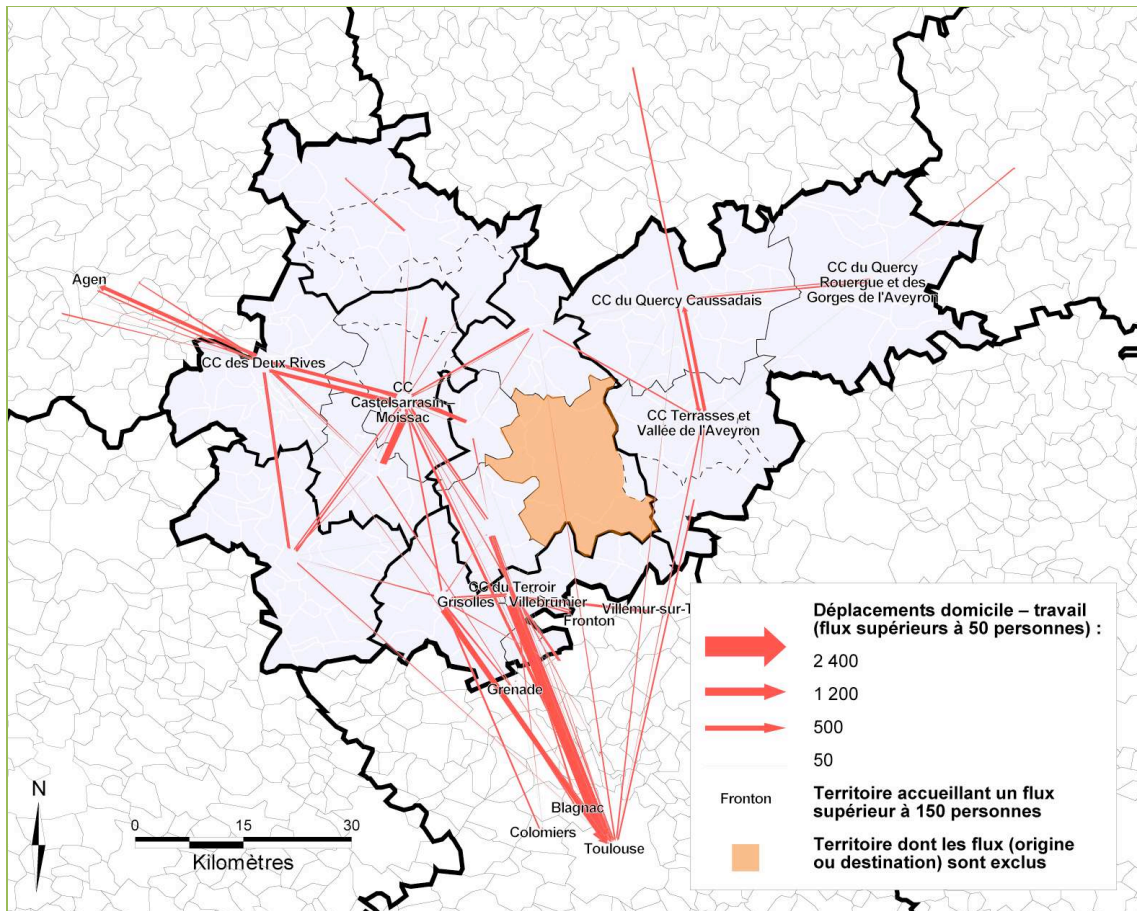 Agen
CC du Quercy
Rouergue et des
Gorges de l'Aveyron
CC du Quercy Caussadais
CC des Deux Rives
CC
Castelsarrasin –
Moissac
CC Terrasses et
Vallée de l'Aveyron
CC du Terroir
Grisolles – Villebrumier
Villemur-sur-T
Fronton
Grenade
Blagnac
Colomiers
Toulouse
N
0 15 30
Kilomètres
Déplacements domicile – travail
(flux supérieurs à 50 personnes) :
2 400
1 200
500
50
Fronton
Territoire accueillant un flux
supérieur à 150 personnes
Territoire dont les flux (origine
ou destination) sont exclus